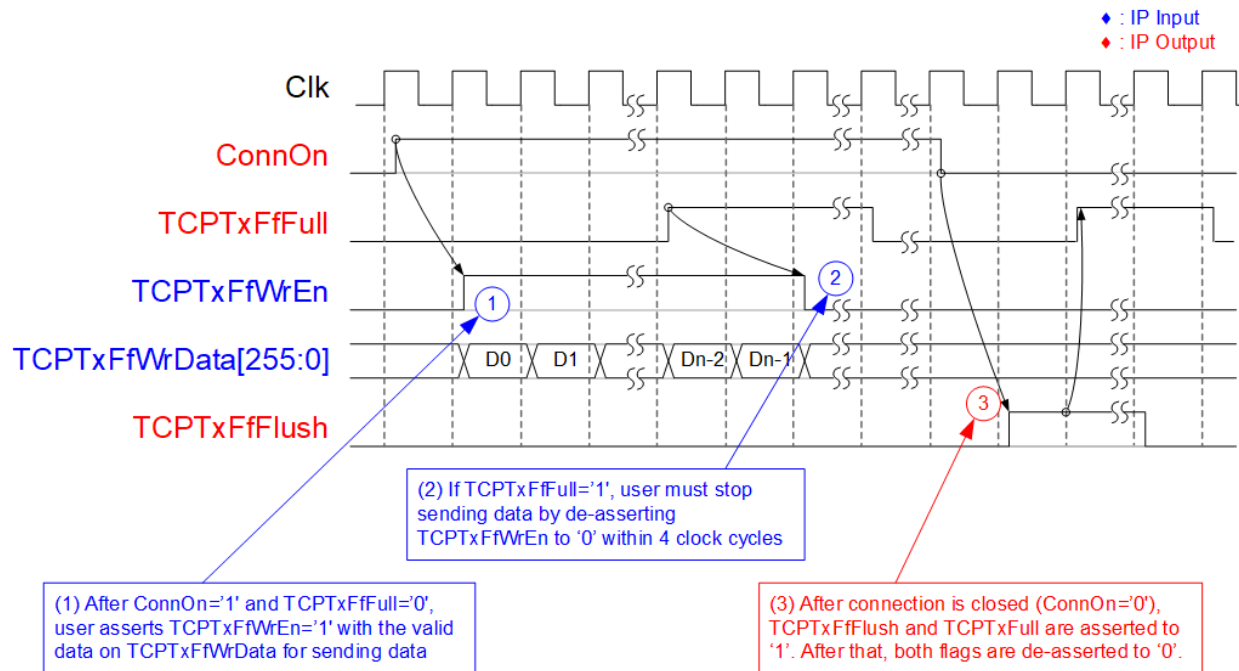 ♦ : IP Input
♦ : IP Output
Clk
ConnOn
TCPTxFfFull
TCPTxFfWrEn
1
2
TCPTxFfWrData[255:0]
D0
D1
Dn-2
Dn-1
TCPTxFfFlush
3
(2) If TCPTxFfFull='1', user must stop
sending data by de-asserting
TCPTxFfWrEn to ‘0’ within 4 clock cycles
(1) After ConnOn=’1’ and TCPTxFfFull=’0’,
user asserts TCPTxFfWrEn=’1’ with the valid
data on TCPTxFfWrData for sending data
(3) After connection is closed (ConnOn=’0’),
TCPTxFfFlush and TCPTxFull are asserted to
‘1’. After that, both flags are de-asserted to ‘0’.